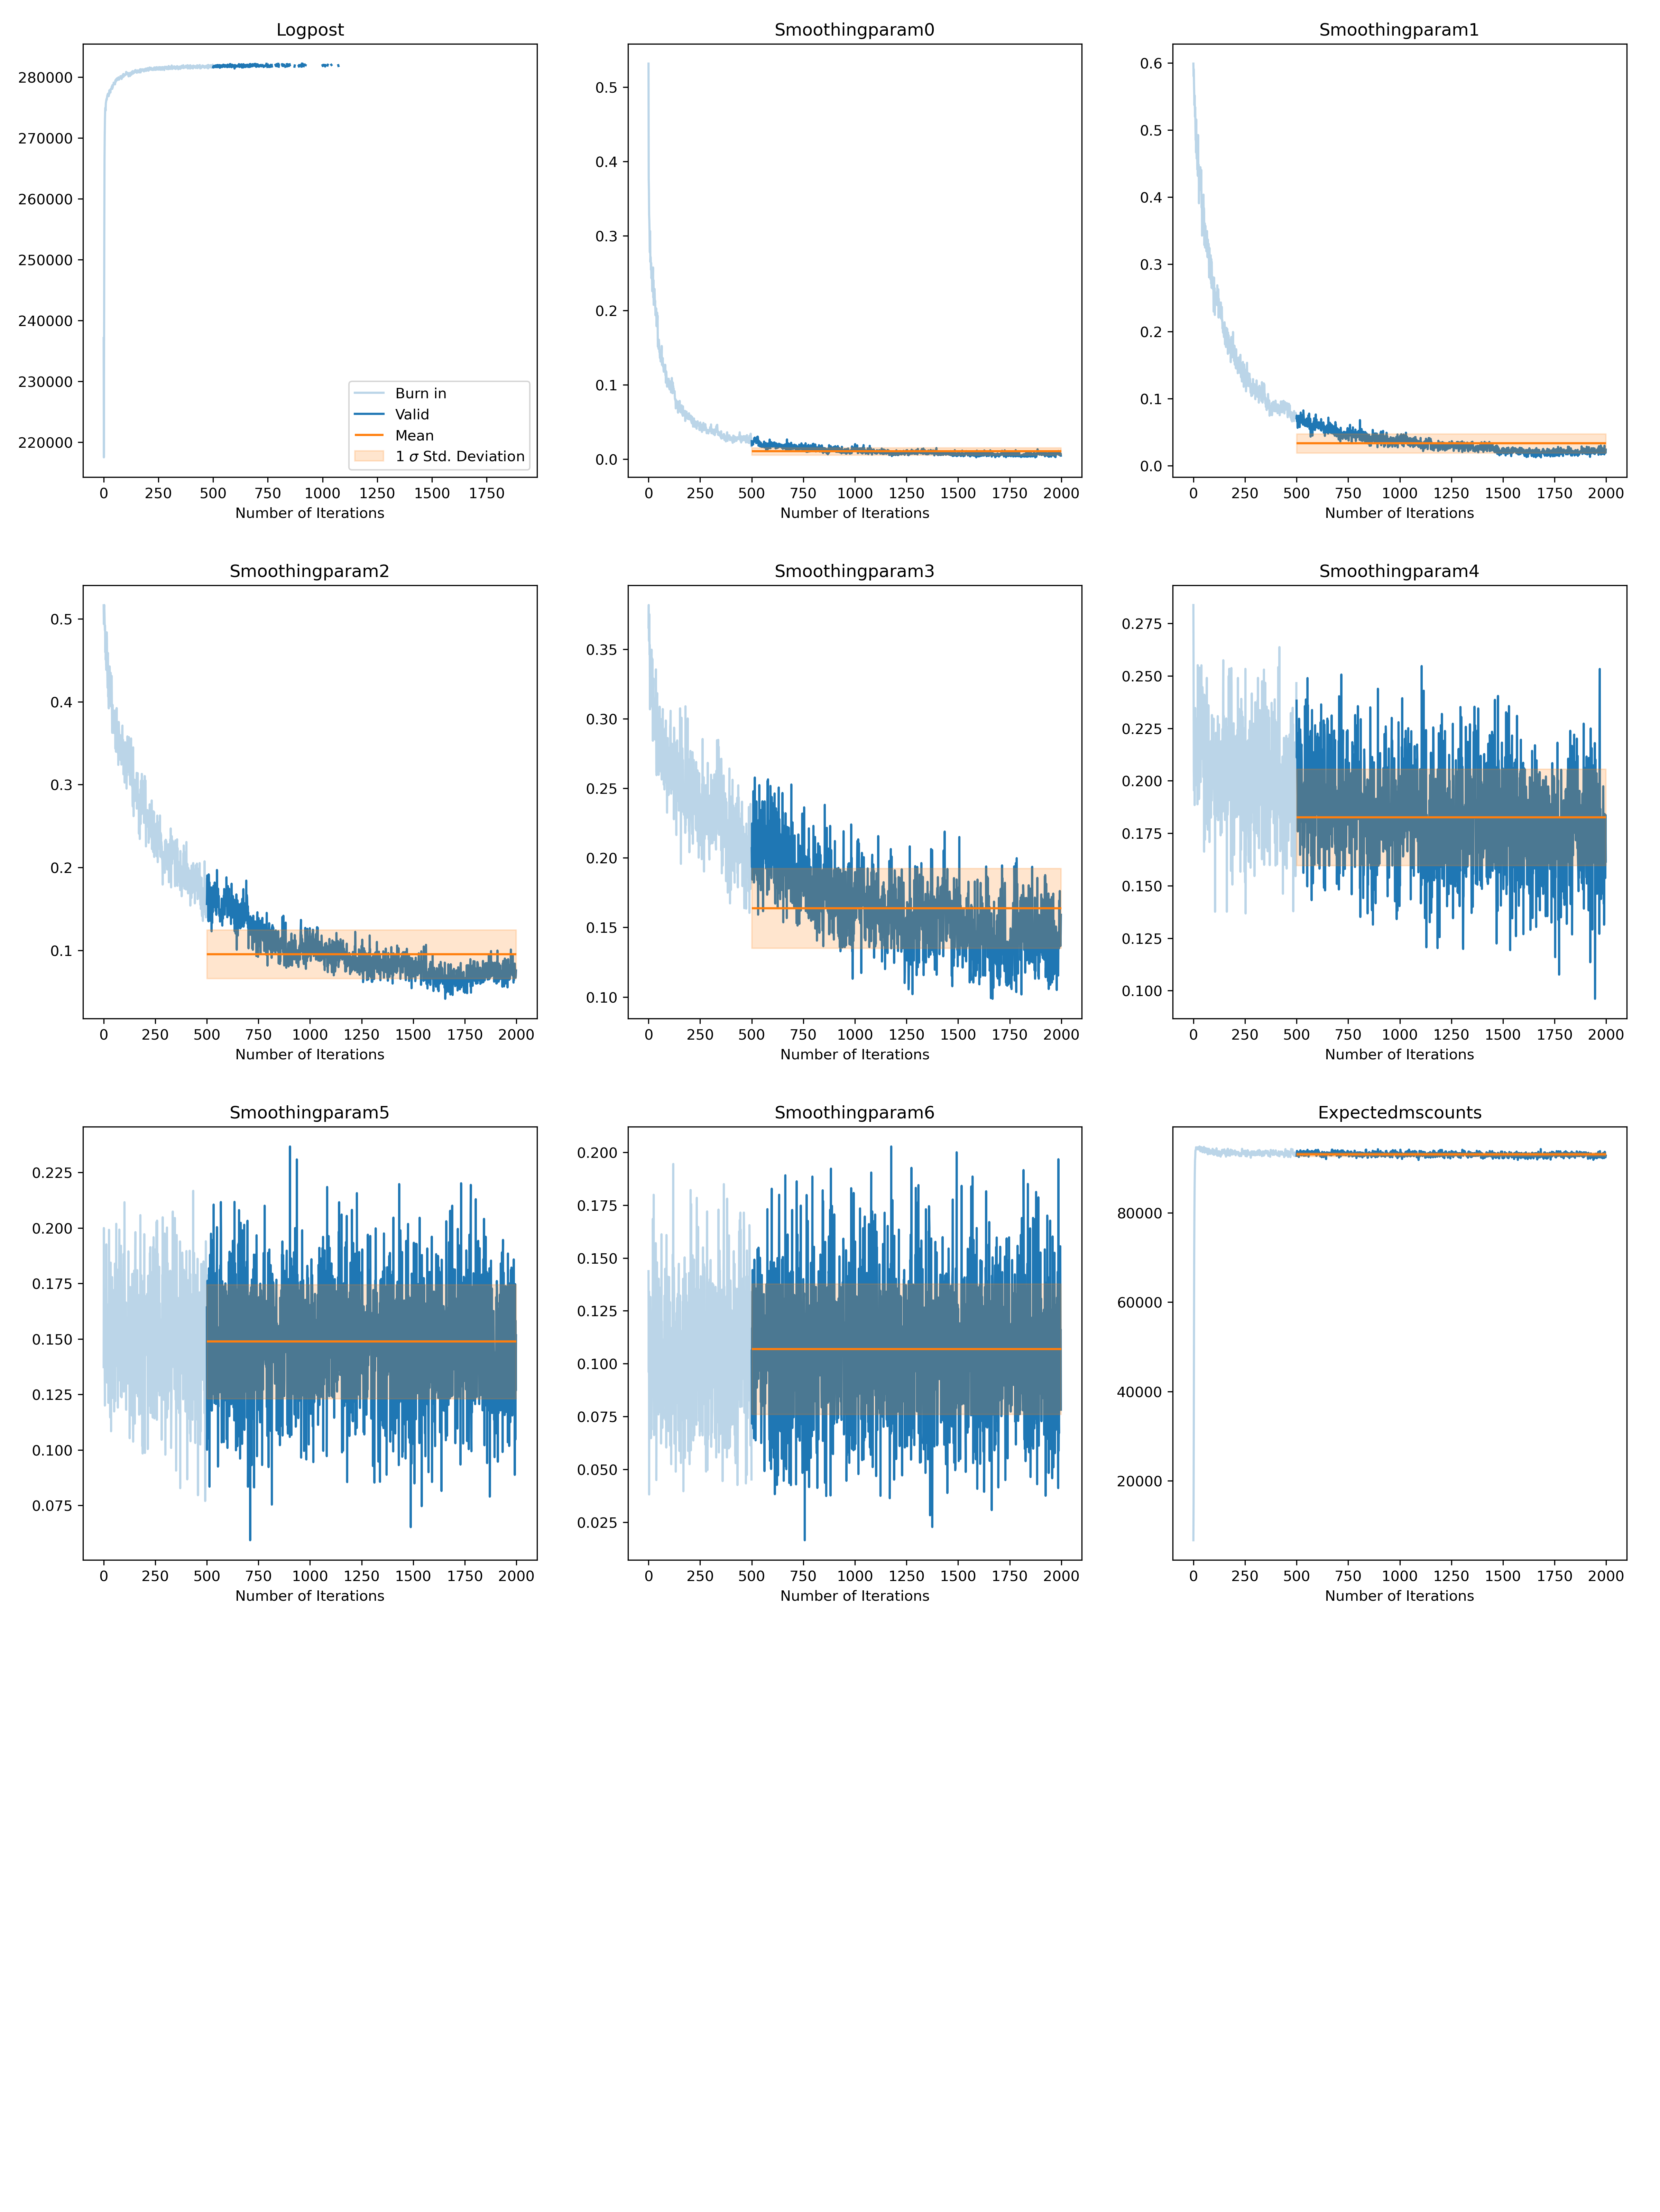 Logpost
Smoothingparam0
Smoothingparam1
280000
270000
260000
250000
240000
230000
220000
Burn in
Valid
Mean
1 σ Std. Deviation
0 250 500 750 1000 1250 1500 1750
Number of Iterations
0.5
0.4
0.3
0.2
0.1
0.0
0 250 500 750 1000 1250 1500 1750 2000
Number of Iterations
0.6
0.5
0.4
0.3
0.2
0.1
0.0
0 250 500 750 1000 1250 1500 1750 2000
Number of Iterations
Smoothingparam2
Smoothingparam3
Smoothingparam4
0.5
0.4
0.3
0.2
0.1
0 250 500 750 1000 1250 1500 1750 2000
Number of Iterations
0.35
0.30
0.25
0.20
0.15
0.10
0 250 500 750 1000 1250 1500 1750 2000
Number of Iterations
0.275
0.250
0.225
0.200
0.175
0.150
0.125
0.100
0 250 500 750 1000 1250 1500 1750 2000
Number of Iterations
Smoothingparam5
Smoothingparam6
Expectedmscounts
0.225
0.200
0.175
0.150
0.125
0.100
0.075
0 250 500 750 1000 1250 1500 1750 2000
Number of Iterations
0.200
0.175
0.150
0.125
0.100
0.075
0.050
0.025
0 250 500 750 1000 1250 1500 1750 2000
Number of Iterations
80000
60000
40000
20000
0 250 500 750 1000 1250 1500 1750 2000
Number of Iterations